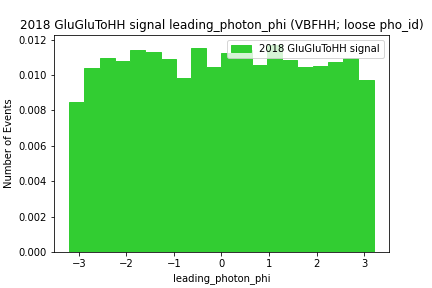 2018 GluGluToHH signal leading_photon_phi (VBFHH; loose pho_id)
2018 GluGluToHH signal
Number of Events
0.012
0.010
0.008
0.006
0.004
0.002
0.000
−3 −2 −1 0 1 2 3
leading_photon_phi